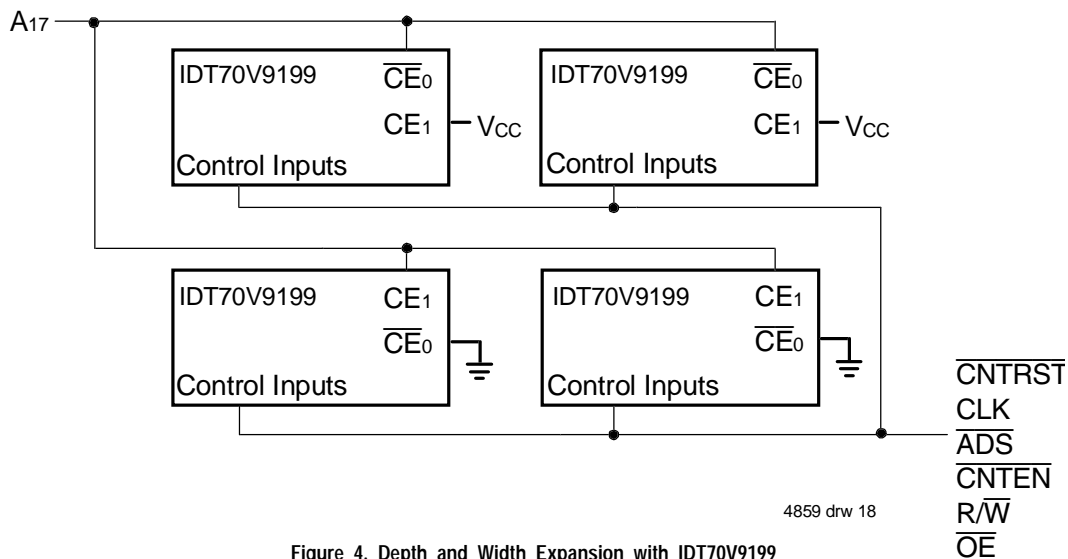 A17
IDT70V9199 CE0
CE1 VCC
Control Inputs
IDT70V9199 CE0
CE1 VCC
Control Inputs
IDT70V9199 CE1
CE0
Control Inputs
IDT70V9199 CE1
CE0
Control Inputs
CNTRST
CLK
ADS
CNTEN
R/W
OE
4859 drw 18
Figure 4. Depth and Width Expansion with IDT70V9199